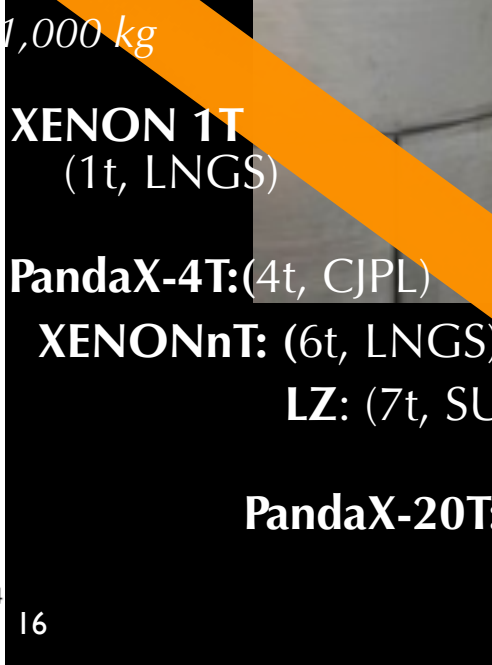 1,000 kg
XENON 1T
(1t, LNGS)
PandaX-4T:(4t, CJPL)
XENONnT: (6t, LNGS)
LZ: (7t, SU
PandaX-20T:
16